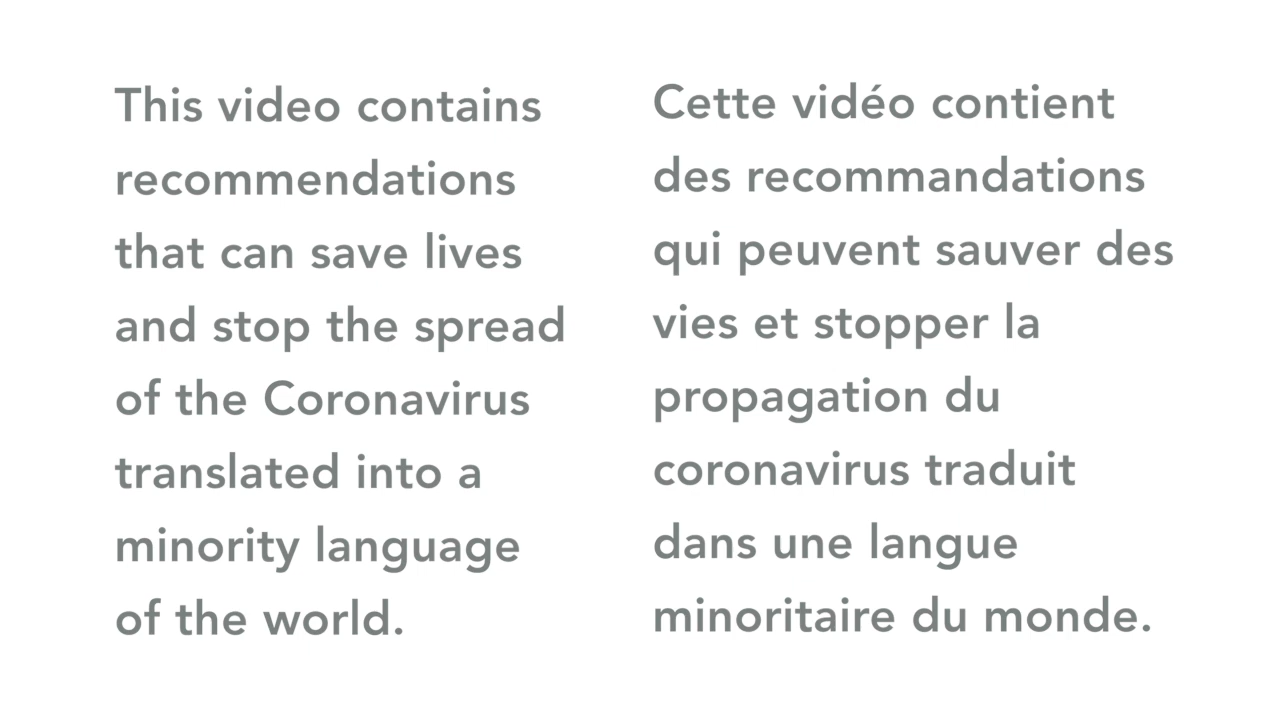 This video contains
recommendations
that can save lives
and stop the spread
of the Coronavirus
translated into a
minority language
of the world.
Cette vidéo contient
des recommandations
qui peuvent sauver des
vies et stopper la
propagation du
coronavirus traduit
dans une langue
minoritaire du monde.